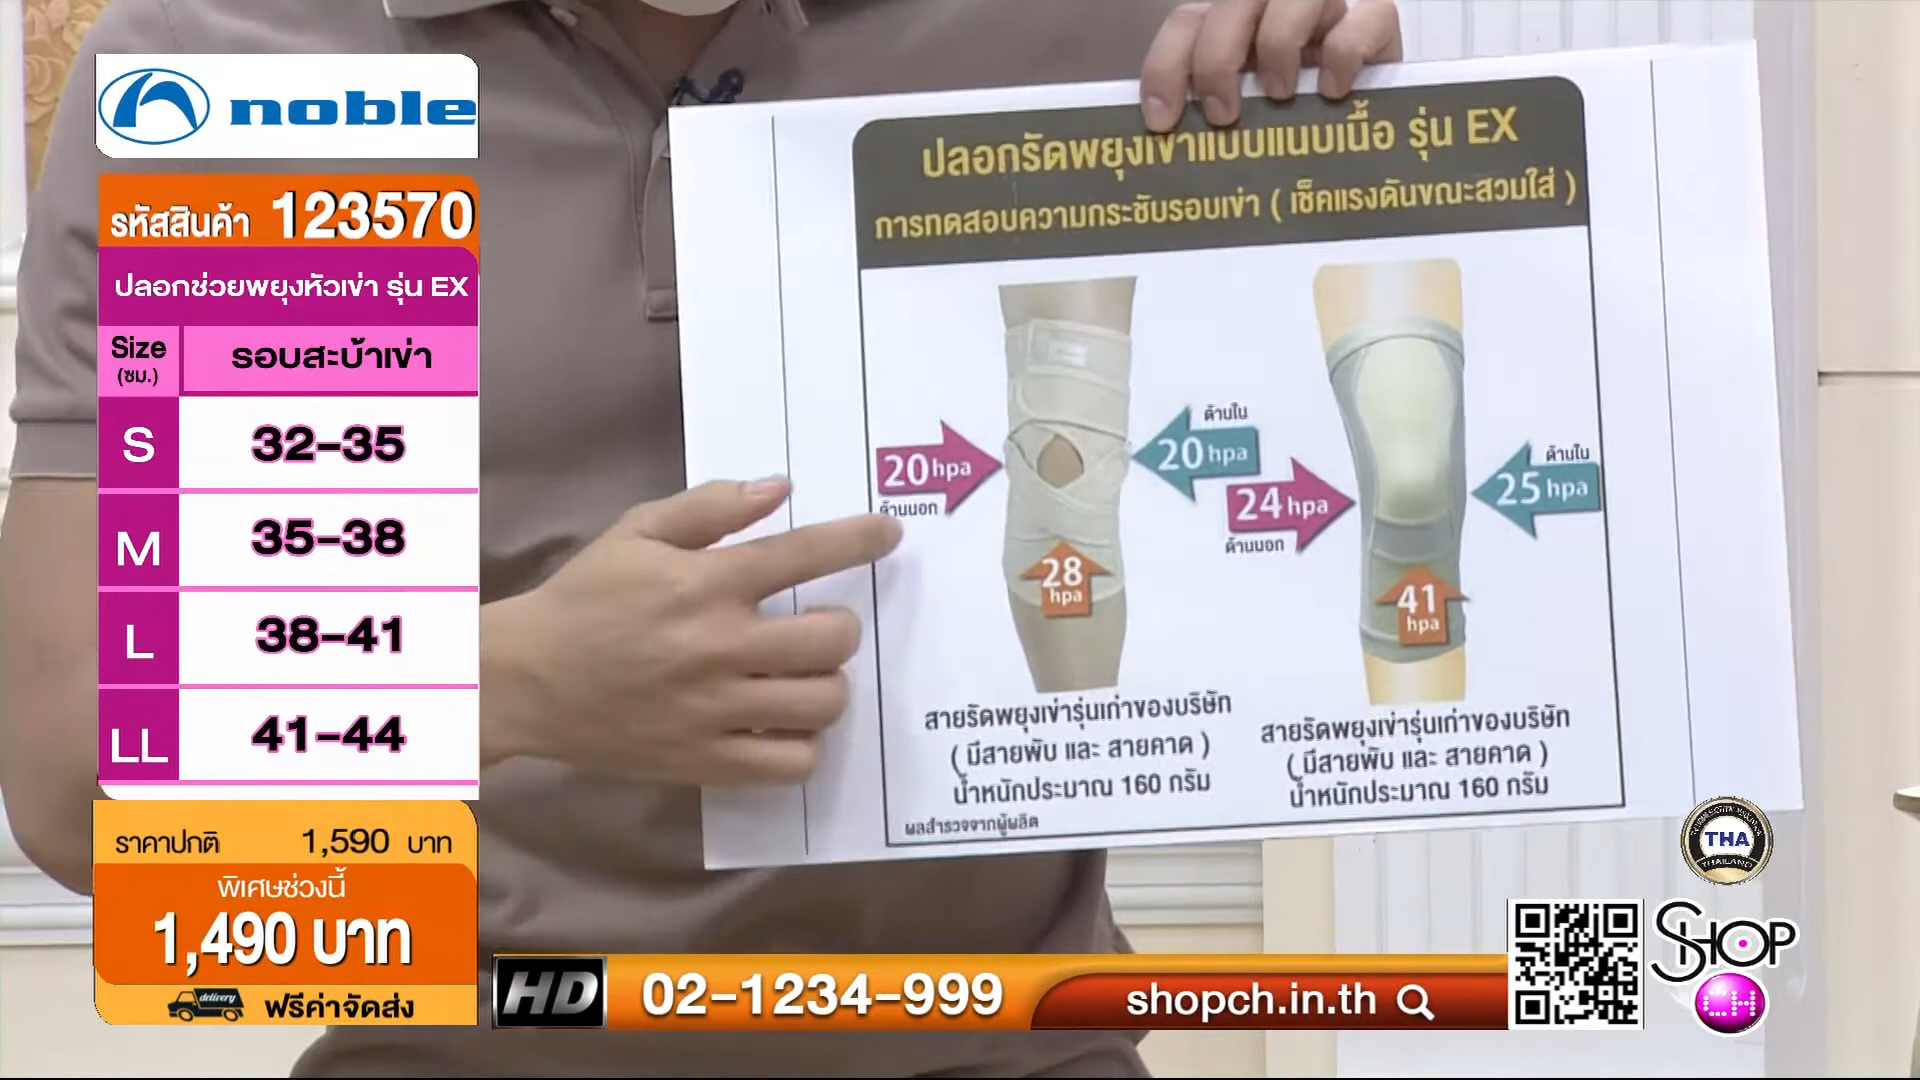 noble
รหัสสินค้า 123570
ปลอกช่วยพยุงหัวเข่า รุ่น EX
Size (ซม.) รอบสะบ้าเข่า
S 32-35
M 35-38
L 38-41
LL 41-44
ราคาปกติ 1,590 บาท
พิเศษช่วงนี้
1,490 บาท
delivery ฟรีค่าจัดส่ง
ปลอกรัดพยุงเข่าแบบแนบเนื้อ รุ่น EX
การทดสอบความกระชับรอบเข่า ( เช็คแรงดันขณะสวมใส่ )
20 hpa
ด้านนอก
ด้านใน
20 hpa
28 hpa
24 hpa
ด้านนอก
ด้านใน
25 hpa
41 hpa
สายรัดพยุงเข่ารุ่นเก่าของบริษัท
( มีสายพับ และ สายคาด )
น้ำหนักประมาณ 160 กรัม
สายรัดพยุงเข่ารุ่นเก่าของบริษัท
( มีสายพับ และ สายคาด )
น้ำหนักประมาณ 160 กรัม
ผลสำรวจจากผู้ผลิต
THA
THAILAND
HD 02-1234-999
shopch.in.th
SHOP
CH